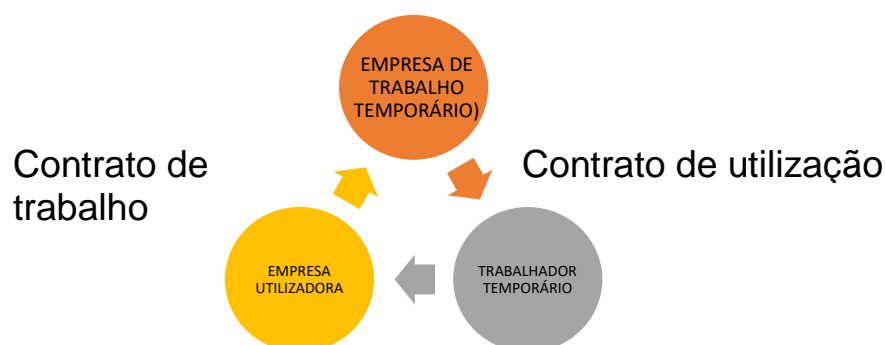 EMPRESA DE
TRABALHO
TEMPORÁRIO)
Contrato de
trabalho
Contrato de utilização
EMPRESA
UTILIZADORA
TRABALHADOR
TEMPORÁRIO